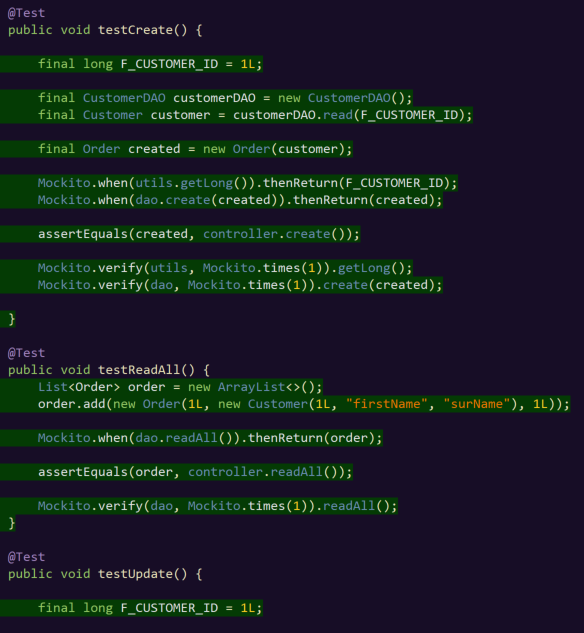 @Test
public void testCreate() {
final long F_CUSTOMER_ID = 1L;
final CustomerDAO customerDAO = new CustomerDAO();
final Customer customer = customerDAO.read(F_CUSTOMER_ID);
final Order created = new Order(customer);
Mockito.when(utils.getLong()).thenReturn(F_CUSTOMER_ID);
Mockito.when(dao.create(created)).thenReturn(created);
assertEquals(created, controller.create());
Mockito.verify(utils, Mockito.times(1)).getLong();
Mockito.verify(dao, Mockito.times(1)).create(created);
}
@Test
public void testReadAll() {
List<Order> order = new ArrayList<>();
order.add(new Order(1L, new Customer(1L, "firstName", "surName"), 1L));
Mockito.when(dao.readAll()).thenReturn(order);
assertEquals(order, controller.readAll());
Mockito.verify(dao, Mockito.times(1)).readAll();
}
@Test
public void testUpdate() {
final long F_CUSTOMER_ID = 1L;